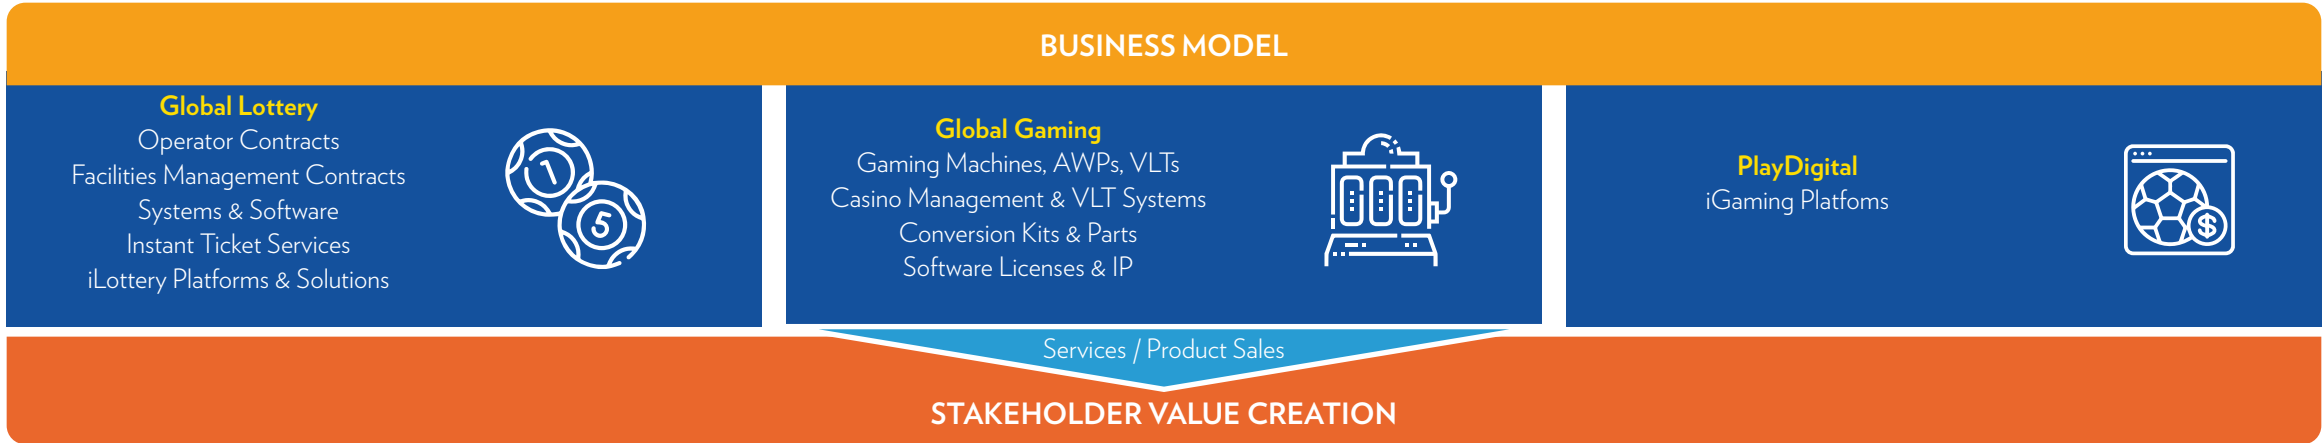 BUSINESS MODEL
Global Lottery
Operator Contracts
Facilities Management Contracts
Systems & Software
Instant Ticket Services
iLottery Platforms & Solutions
1
5
Global Gaming
Gaming Machines, AWPs, VLTs
Casino Management & VLT Systems
Conversion Kits & Parts
Software Licenses & IP
PlayDigital
iGaming Platfoms
$
Services / Product Sales
STAKEHOLDER VALUE CREATION